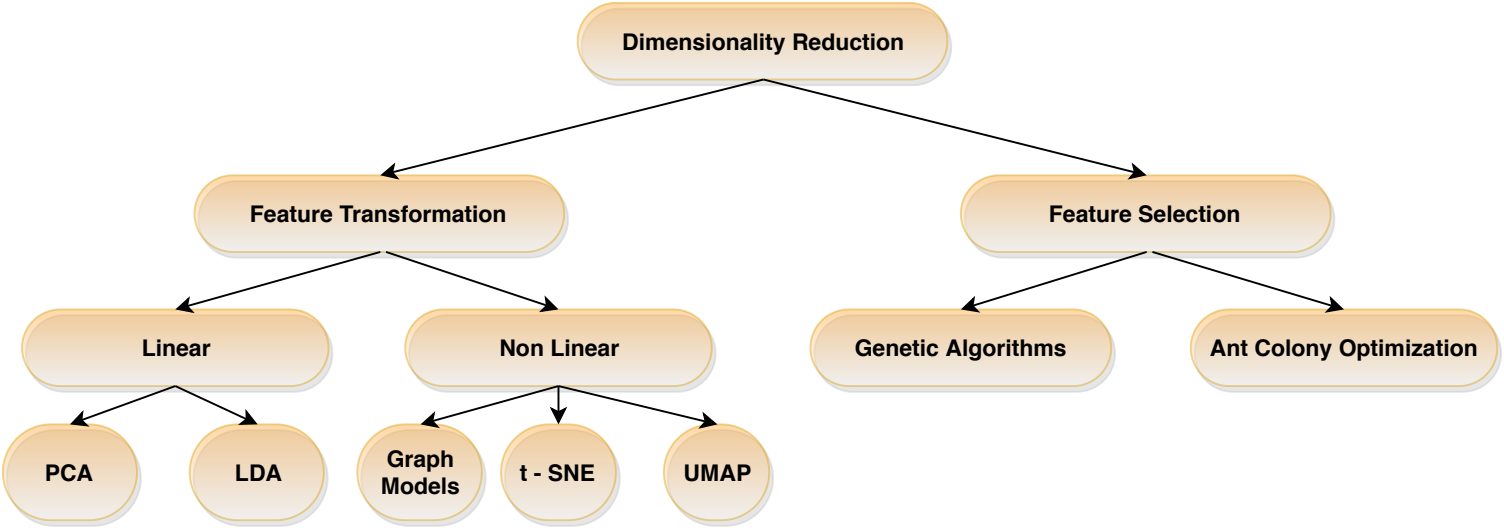 Dimensionality Reduction
Feature Transformation
Feature Selection
Linear
Non Linear
Genetic Algorithms
Ant Colony Optimization
PCA
LDA
Graph
Models
t - SNE
UMAP